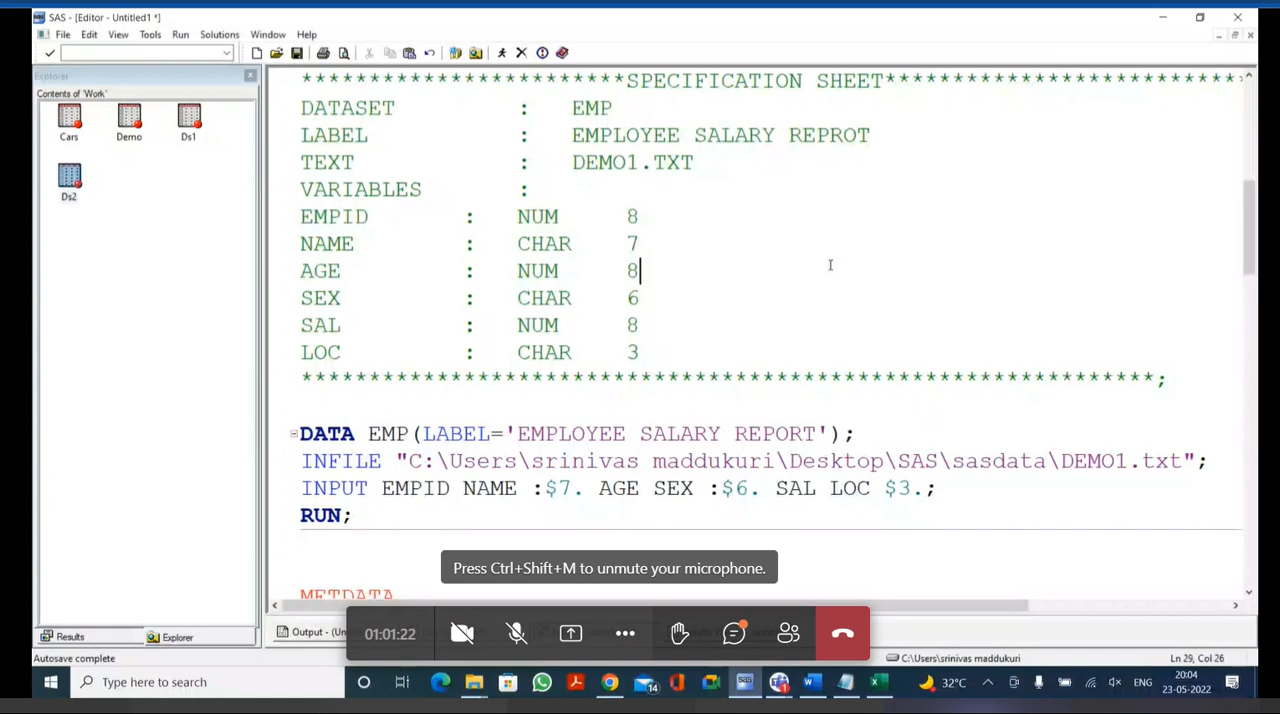 SAS - [Editor - Untitled1 *]
File Edit View Tools Run Solutions Window Help
Explorer
Contents of 'Work'
Cars Demo Ds1
Ds2
*************************SPECIFICATION SHEET***************************
DATASET : EMP
LABEL : EMPLOYEE SALARY REPROT
TEXT : DEMO1.TXT
VARIABLES :
EMPID : NUM 8
NAME : CHAR 7
AGE : NUM 8
SEX : CHAR 6
SAL : NUM 8
LOC : CHAR 3
***************************************************************;
DATA EMP(LABEL='EMPLOYEE SALARY REPORT');
INFILE "C:\Users\srinivas maddukuri\Desktop\SAS\sasdata\DEMO1.txt";
INPUT EMPID NAME :$7. AGE SEX :$6. SAL LOC $3.;
RUN;
Press Ctrl+Shift+M to unmute your microphone.
METDATA
01:01:22
Results Explorer Output - (Un
Autosave complete C:\Users\srinivas maddukuri Ln 29, Col 26
Type here to search 14 32°C ENG 20:04
23-05-2022